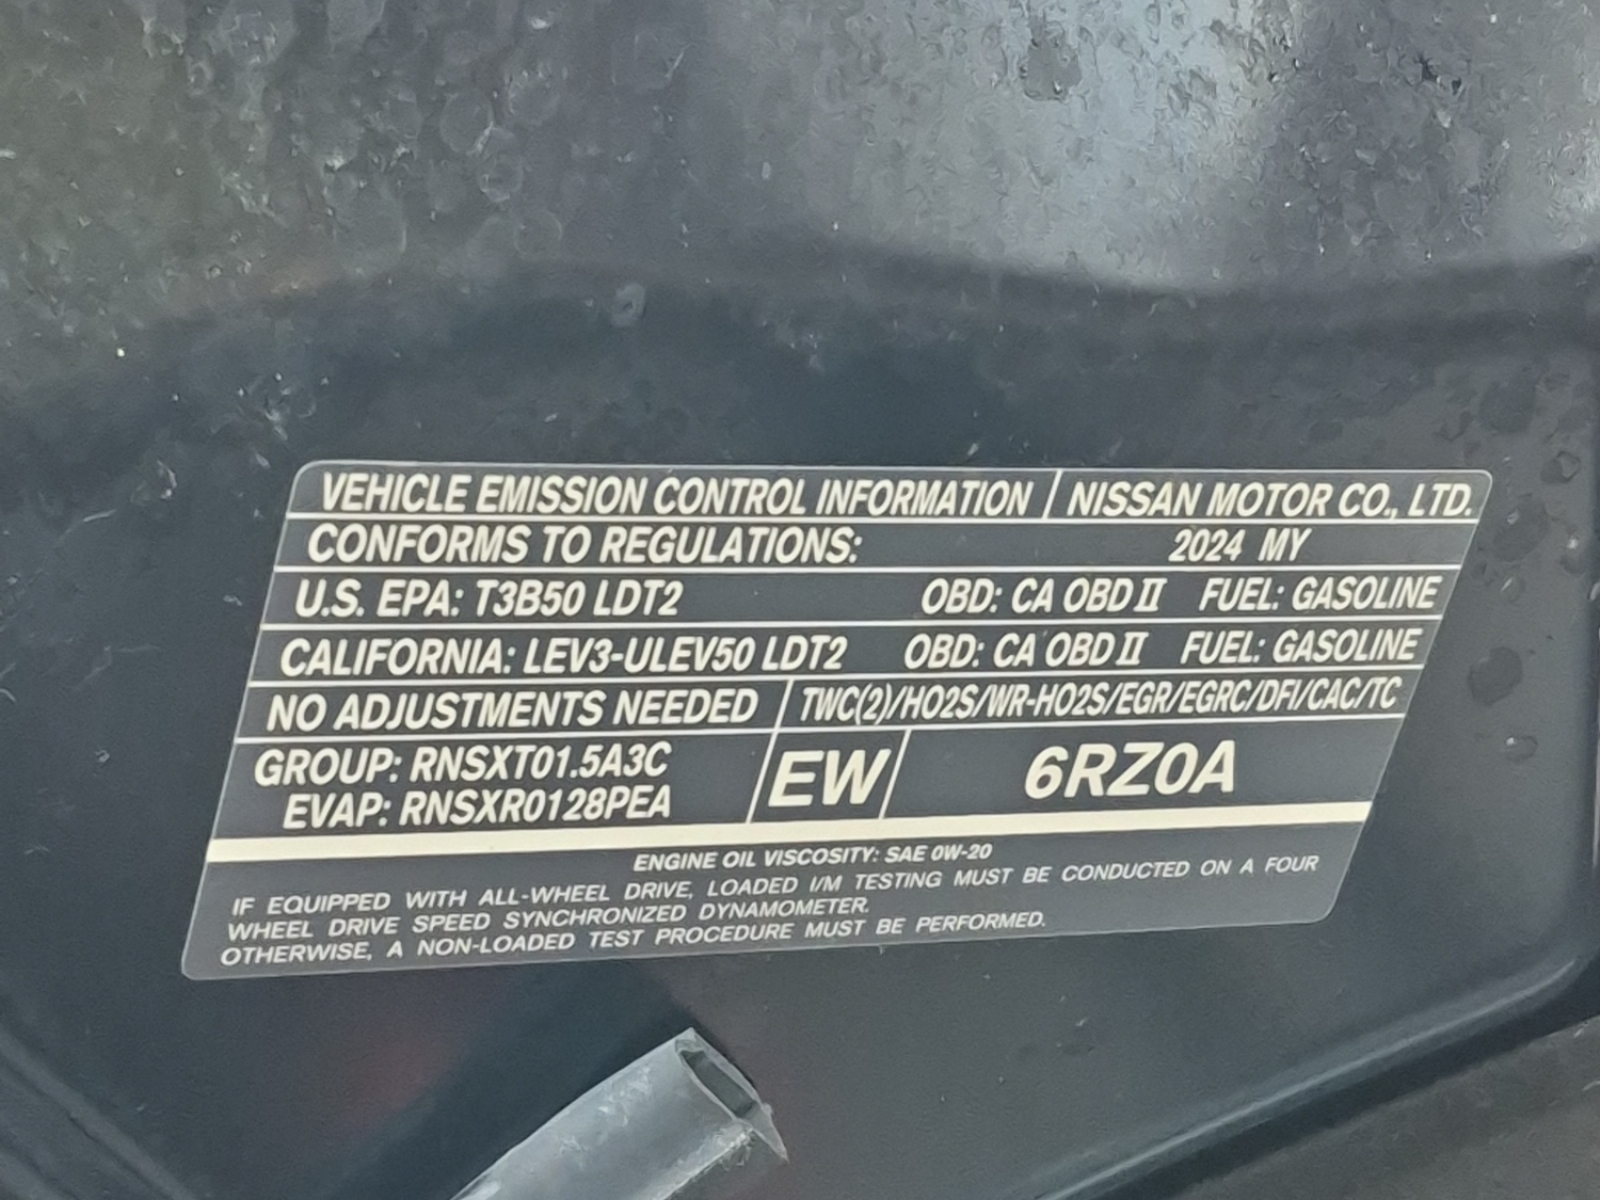 VEHICLE EMISSION CONTROL INFORMATION NISSAN MOTOR CO., LTD.
CONFORMS TO REGULATIONS: 2024 MY
U.S. EPA: T3B50 LDT2 OBD: CA OBD II FUEL: GASOLINE
CALIFORNIA: LEV3-ULEV50 LDT2 OBD: CA OBD II FUEL: GASOLINE
NO ADJUSTMENTS NEEDED TWC(2)/HO2S/WR-HO2S/EGR/EGRC/DFI/CAC/TC
GROUP: RNSXT01.5A3C
EVAP: RNSXR0128PEA
EW 6RZ0A
ENGINE OIL VISCOSITY: SAE 0W-20
IF EQUIPPED WITH ALL-WHEEL DRIVE, LOADED I/M TESTING MUST BE CONDUCTED ON A FOUR
WHEEL DRIVE SPEED SYNCHRONIZED DYNAMOMETER.
OTHERWISE, A NON-LOADED TEST PROCEDURE MUST BE PERFORMED.